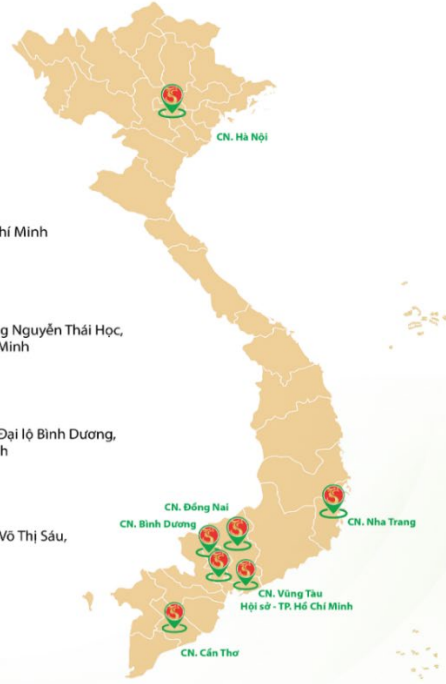 CN. Hà Nội
hí Minh
g Nguyễn Thái Học,
Minh
Đại lộ Bình Dương,
h
Võ Thị Sáu,
CN. Đồng Nai
CN. Bình Dương
CN. Nha Trang
CN. Vũng Tàu
Hội sở - TP. Hồ Chí Minh
CN. Cần Thơ